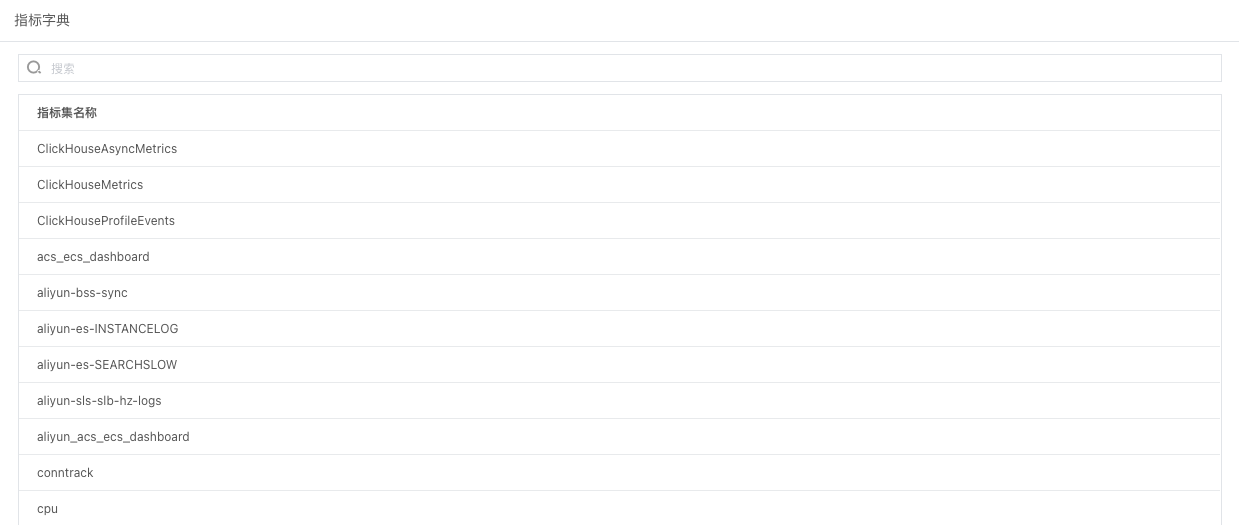 指标字典
搜索
指标集名称
ClickHouseAsyncMetrics
ClickHouseMetrics
ClickHouseProfileEvents
acs_ecs_dashboard
aliyun-bss-sync
aliyun-es-INSTANCELOG
aliyun-es-SEARCHSLOW
aliyun-sls-slb-hz-logs
aliyun_acs_ecs_dashboard
conntrack
cpu